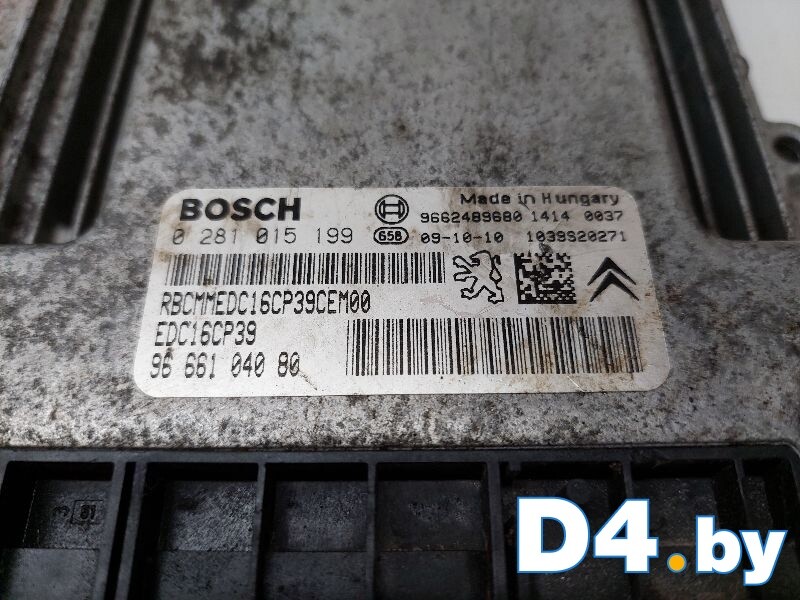 BOSCH
Made in Hungary
9662489680 1414 0037
0 281 015 199 658 09-10-10 1039S20271
RBCMMEDC16CP39CEM00
EDC16CP39
96 661 040 80
D4.by